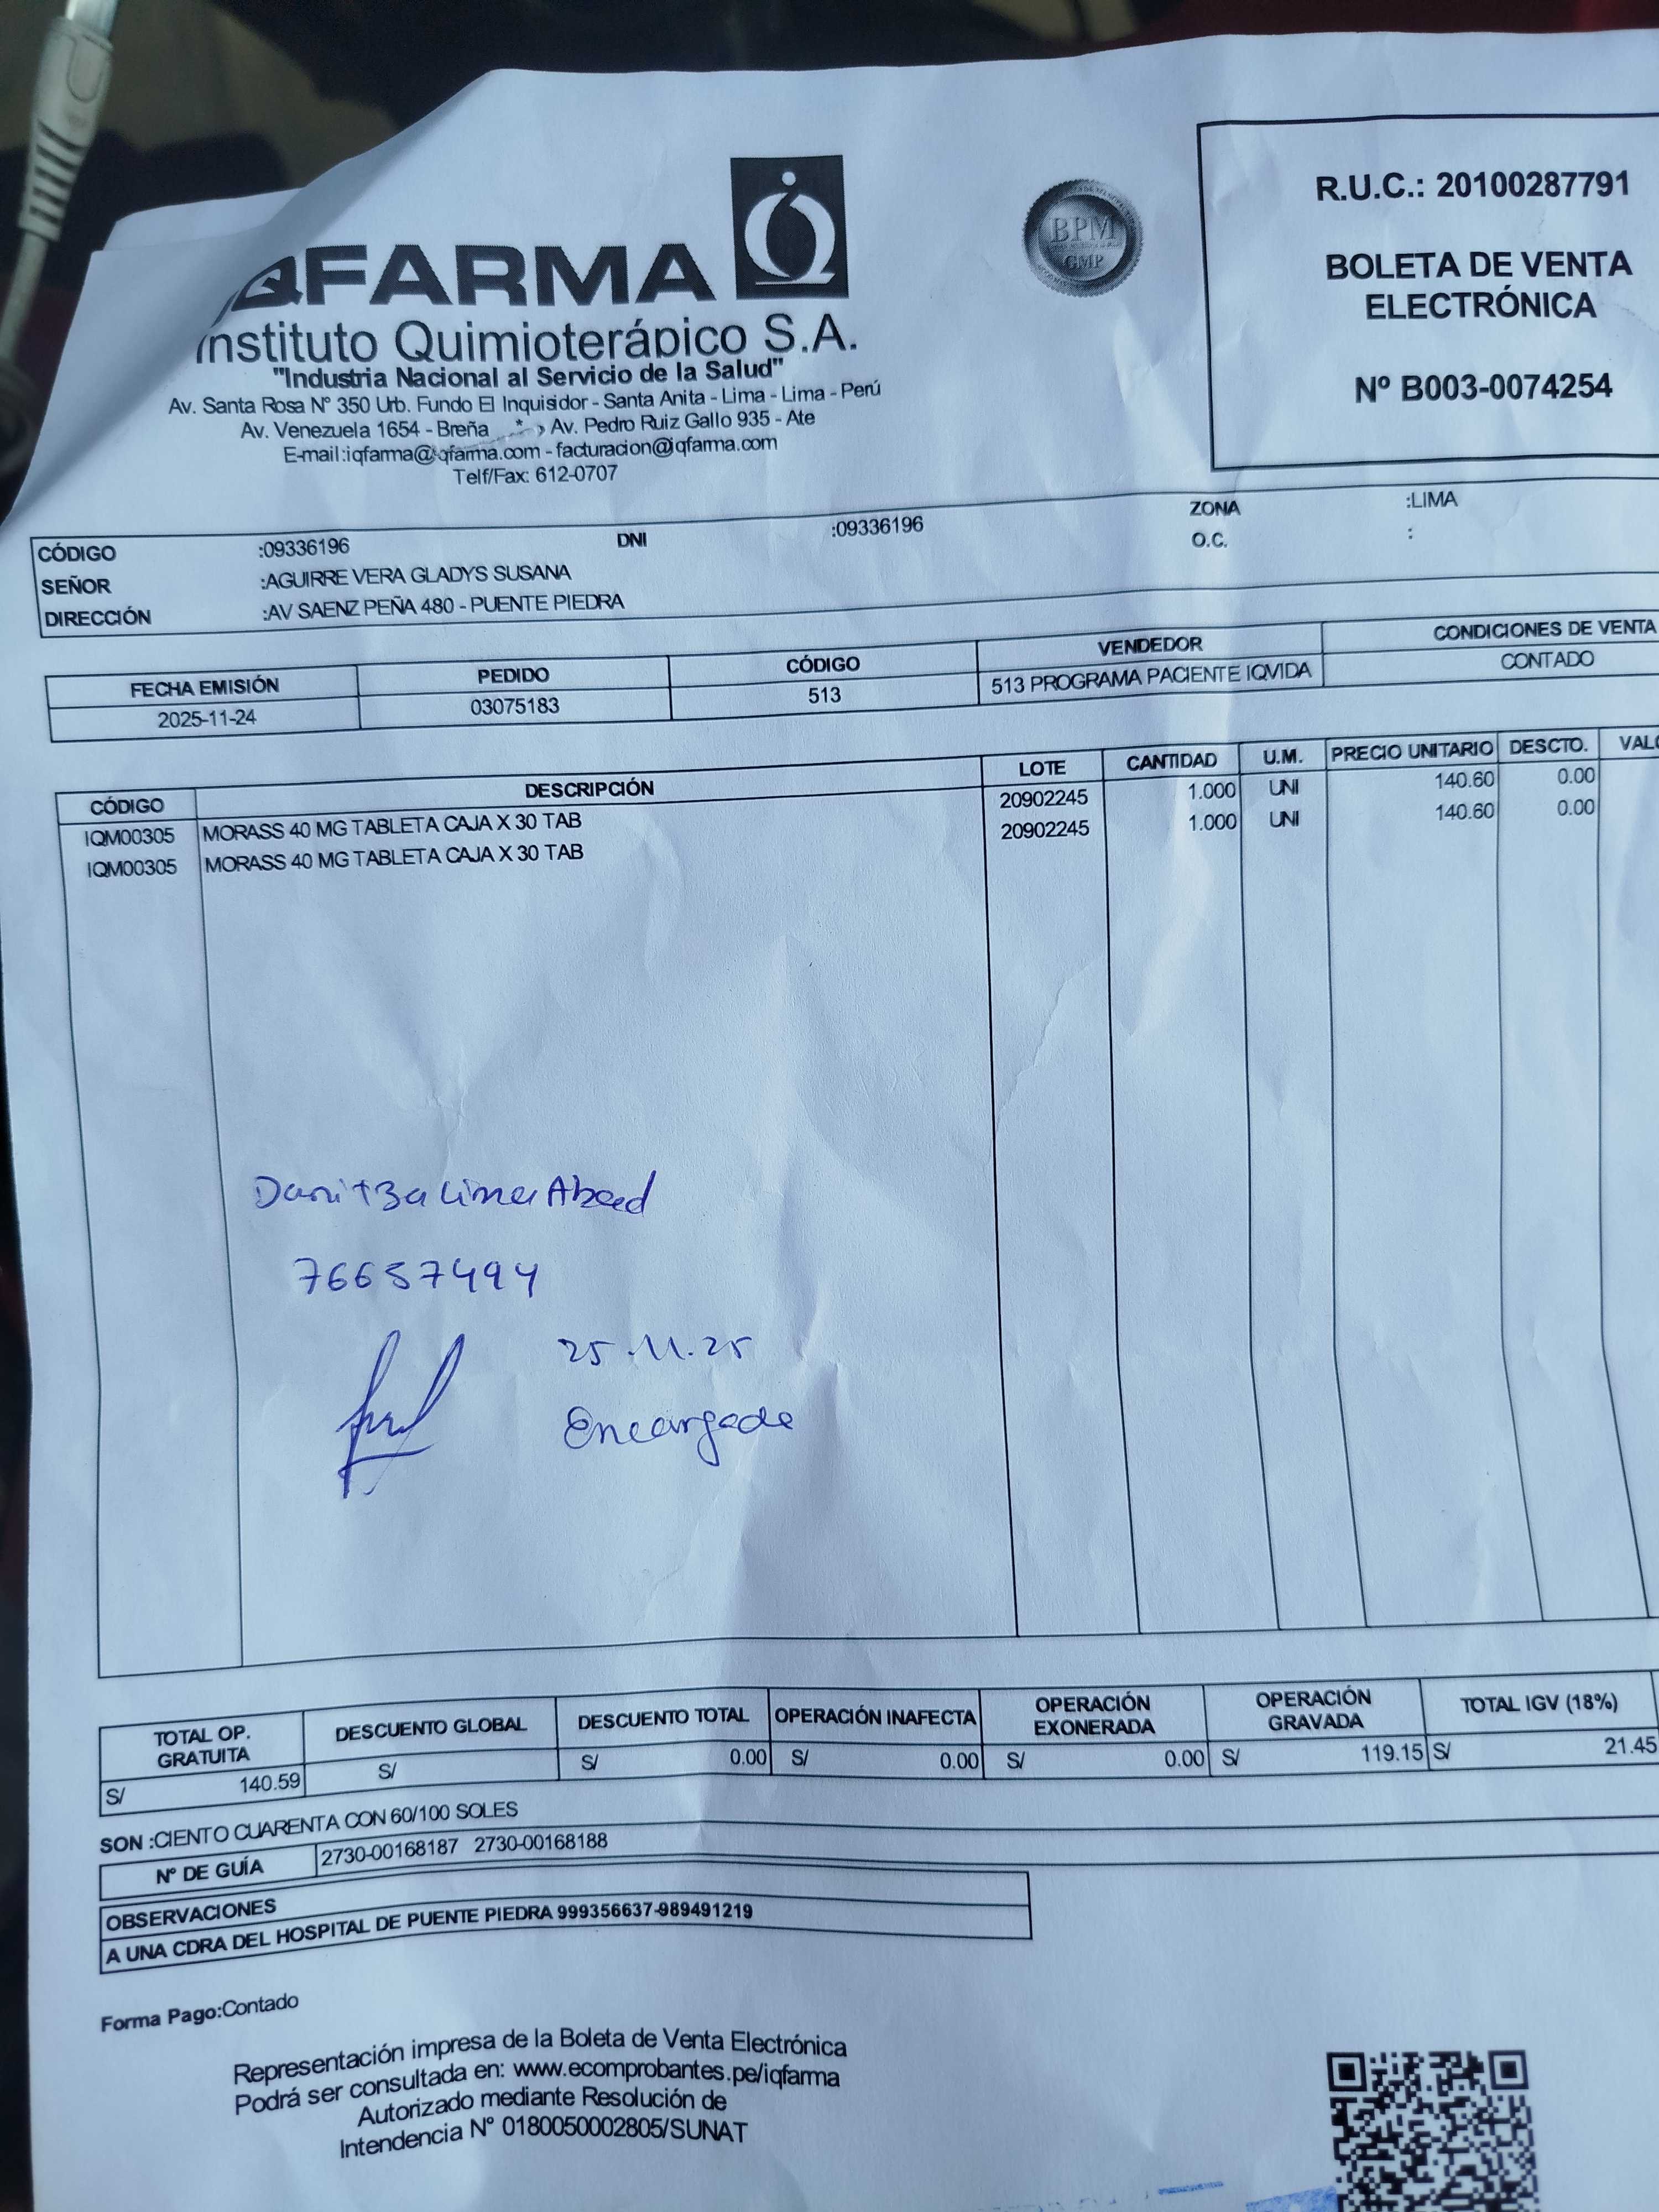 QFARMA
Instituto Quimioterápico S.A.
"Industria Nacional al Servicio de la Salud"
Av. Santa Rosa Nº 350 Urb. Fundo El Inquisidor - Santa Anita - Lima - Lima - Perú
Av. Venezuela 1654 - Breña * Av. Pedro Ruiz Gallo 935 - Ate
E-mail:iqfarma@iqfarma.com - facturacion@iqfarma.com
Telf/Fax: 612-0707
BPM
GMP
R.U.C.: 20100287791
BOLETA DE VENTA
ELECTRÓNICA
Nº B003-0074254
CÓDIGO :09336196 DNI :09336196 ZONA :LIMA
SEÑOR :AGUIRRE VERA GLADYS SUSANA O.C. :
DIRECCIÓN :AV SAENZ PEÑA 480 - PUENTE PIEDRA
FECHA EMISIÓN PEDIDO CÓDIGO VENDEDOR CONDICIONES DE VENTA
2025-11-24 03075183 513 513 PROGRAMA PACIENTE IQVIDA CONTADO
CÓDIGO DESCRIPCIÓN LOTE CANTIDAD U.M. PRECIO UNITARIO DESCTO.
IQM00305 MORASS 40 MG TABLETA CAJA X 30 TAB 20902245 1.000 UNI 140.60 0.00
IQM00305 MORASS 40 MG TABLETA CAJA X 30 TAB 20902245 1.000 UNI 140.60 0.00
Danitza Lima Abad
76657494
25.11.25
Encargada
TOTAL OP. GRATUITA DESCUENTO GLOBAL DESCUENTO TOTAL OPERACIÓN INAFECTA OPERACIÓN EXONERADA OPERACIÓN GRAVADA TOTAL IGV (18%)
S/ 140.59 S/ S/ 0.00 S/ 0.00 S/ 0.00 S/ 119.15 S/ 21.45
SON :CIENTO CUARENTA CON 60/100 SOLES
Nº DE GUÍA 2730-00168187 2730-00168188
OBSERVACIONES
A UNA CDRA DEL HOSPITAL DE PUENTE PIEDRA 999356637-989491219
Forma Pago:Contado
Representación impresa de la Boleta de Venta Electrónica
Podrá ser consultada en: www.ecomprobantes.pe/iqfarma
Autorizado mediante Resolución de
Intendencia N° 0180050002805/SUNAT